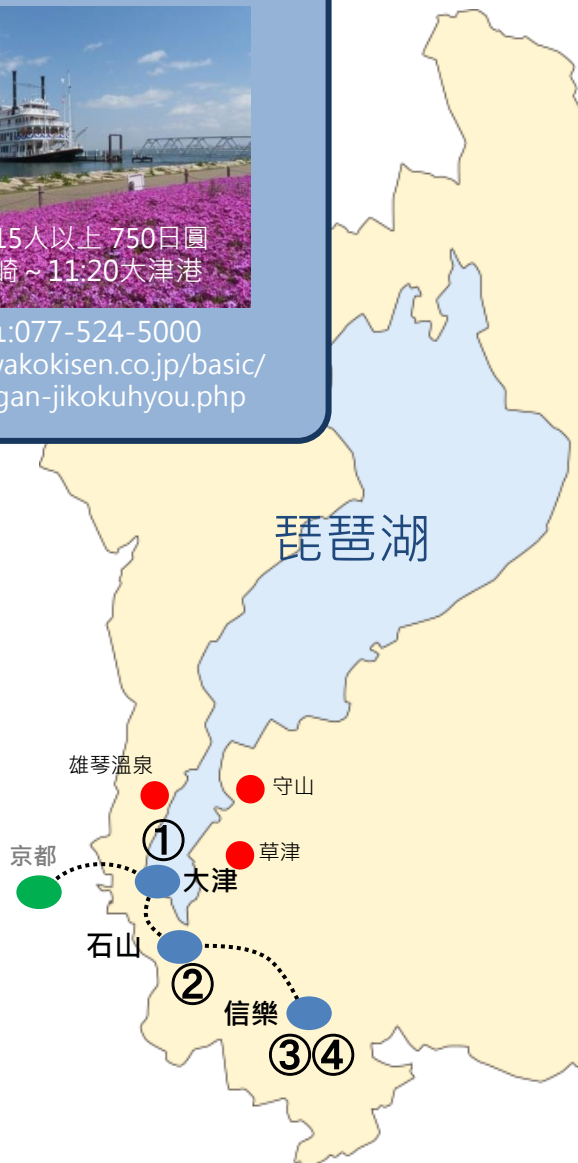 15人以上 750日圓
崎～11:20大津港
:077-524-5000
akokisen.co.jp/basic/
gan-jikokuhyou.php
琵琶湖
雄琴溫泉
守山
①
京都
草津
大津
石山
②
信樂
③④